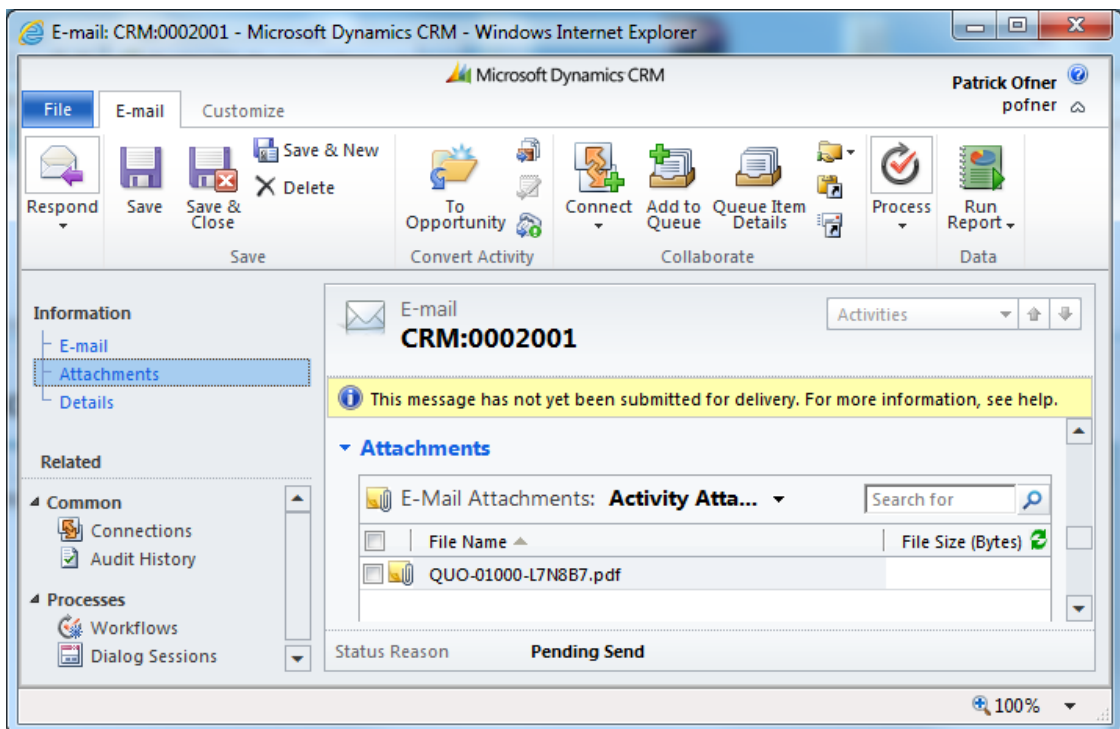 E-mail: CRM:0002001 - Microsoft Dynamics CRM - Windows Internet Explorer
Microsoft Dynamics CRM
Patrick Ofner
pofner
File
E-mail
Customize
Respond
Save
Save &
Close
Save & New
Delete
Save
To
Opportunity
Convert Activity
Connect
Add to
Queue
Queue Item
Details
Collaborate
Process
Run
Report
Data
Information
E-mail
Attachments
Details
Related
Common
Connections
Audit History
Processes
Workflows
Dialog Sessions
E-mail
CRM:0002001
Activities
This message has not yet been submitted for delivery. For more information, see help.
Attachments
E-Mail Attachments: Activity Atta...
Search for
File Name
File Size (Bytes)
QUO-01000-L7N8B7.pdf
Status Reason
Pending Send
100%